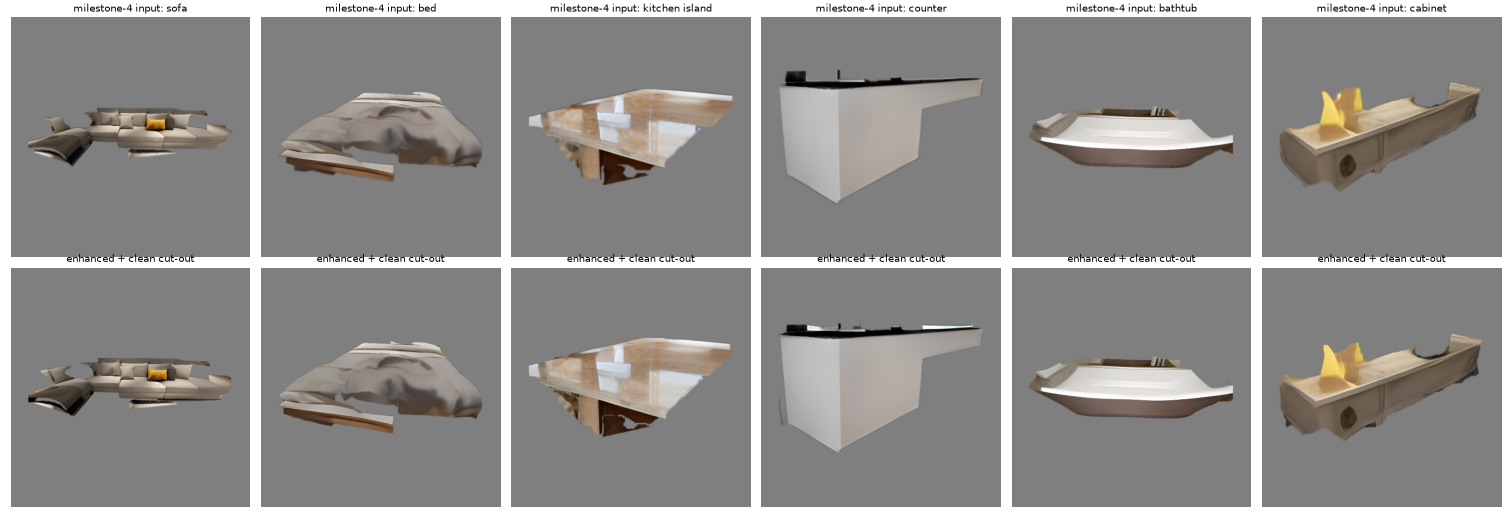 milestone-4 input: sofa
milestone-4 input: bed
milestone-4 input: kitchen island
milestone-4 input: counter
milestone-4 input: bathtub
milestone-4 input: cabinet
enhanced + clean cut-out
enhanced + clean cut-out
enhanced + clean cut-out
enhanced + clean cut-out
enhanced + clean cut-out
enhanced + clean cut-out